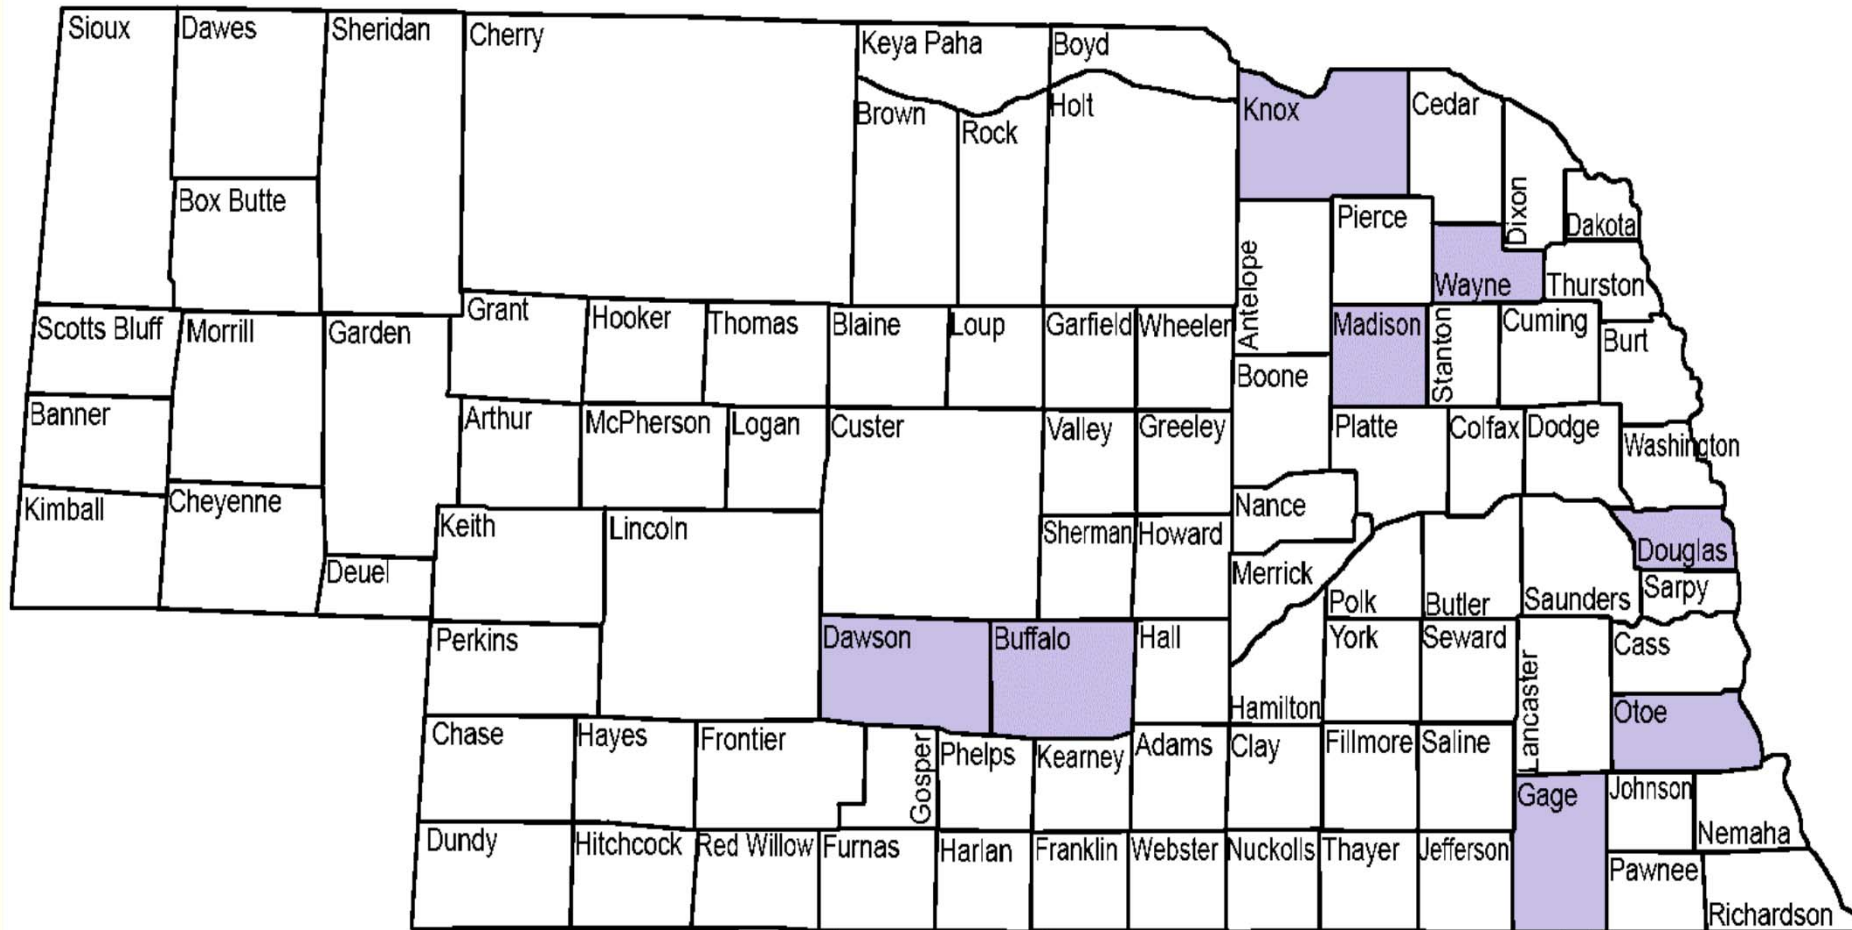 Sioux
Dawes
Sheridan
Cherry
Keya Paha
Boyd
Knox
Cedar
Dixon
Dakota
Brown
Rock
Holt
Box Butte
Antelope
Pierce
Wayne
Thurston
Scotts Bluff
Morrill
Garden
Grant
Hooker
Thomas
Blaine
Loup
Garfield
Wheeler
Madison
Stanton
Cuming
Burt
Boone
Banner
Arthur
McPherson
Logan
Custer
Valley
Greeley
Platte
Colfax
Dodge
Washington
Kimball
Cheyenne
Deuel
Keith
Lincoln
Sherman
Howard
Nance
Merrick
Polk
Butler
Saunders
Douglas
Sarpy
Perkins
Dawson
Buffalo
Hall
Hamilton
York
Seward
Lancaster
Cass
Otoe
Chase
Hayes
Frontier
Gosper
Phelps
Kearney
Adams
Clay
Fillmore
Saline
Gage
Johnson
Nemaha
Dundy
Hitchcock
Red Willow
Furnas
Harlan
Franklin
Webster
Nuckolls
Thayer
Jefferson
Pawnee
Richardson